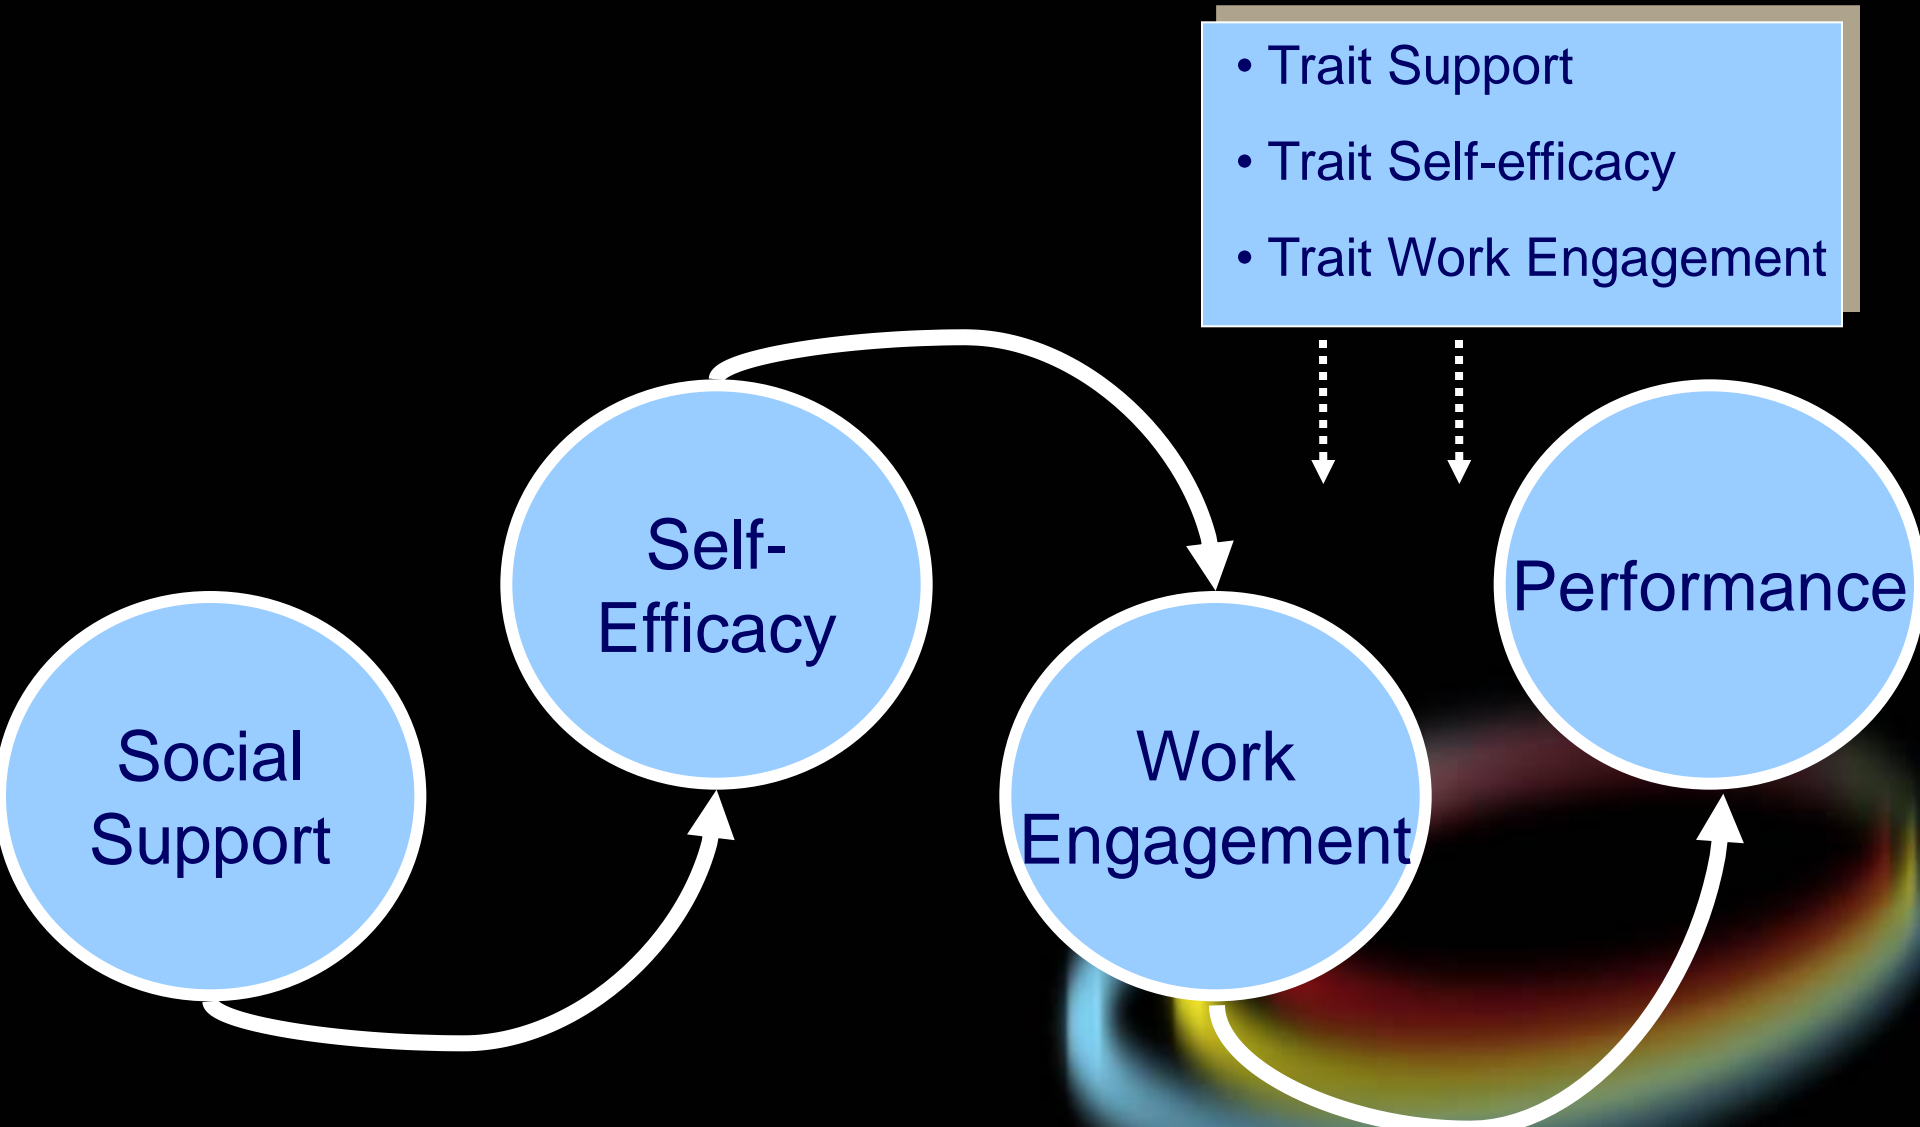 • Trait Support
• Trait Self-efficacy
• Trait Work Engagement
Self-
Efficacy
Performance
Social
Support
Work
Engagement